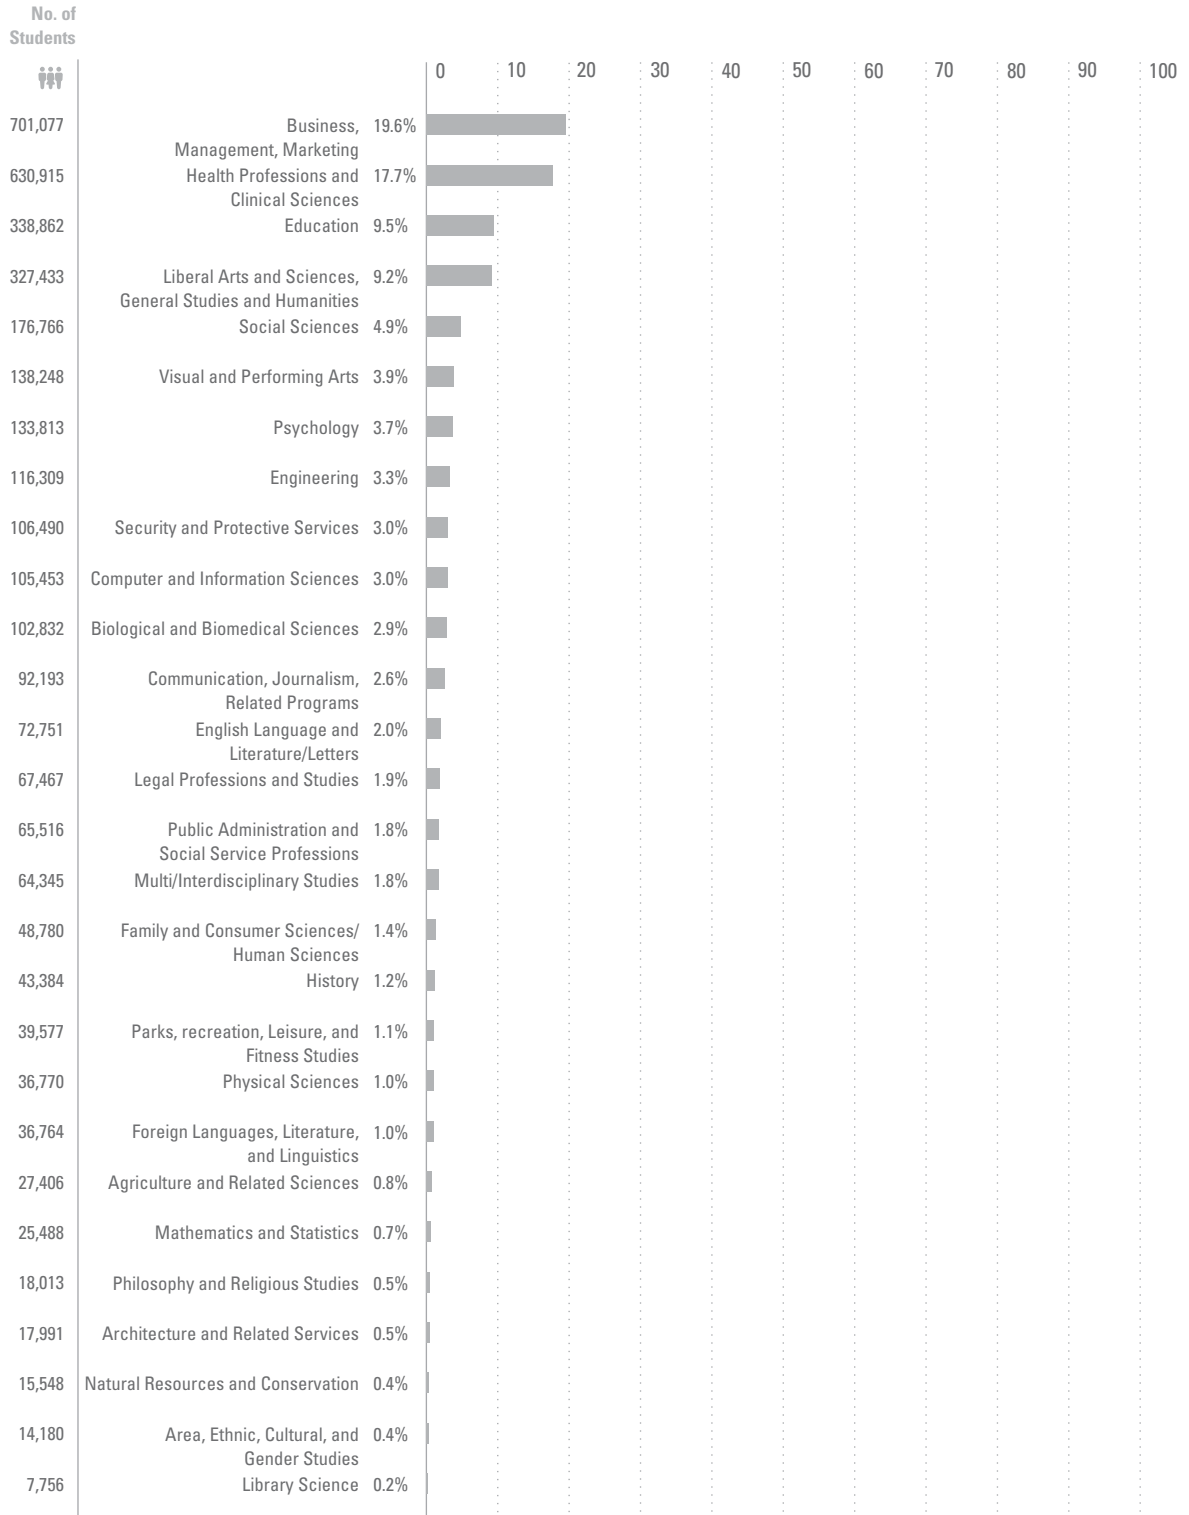 No. of
Students
0 10 20 30 40 50 60 70 80 90 100
701,077 Business, 19.6%
Management, Marketing
630,915 Health Professions and 17.7%
Clinical Sciences
338,862 Education 9.5%
327,433 Liberal Arts and Sciences, 9.2%
General Studies and Humanities
176,766 Social Sciences 4.9%
138,248 Visual and Performing Arts 3.9%
133,813 Psychology 3.7%
116,309 Engineering 3.3%
106,490 Security and Protective Services 3.0%
105,453 Computer and Information Sciences 3.0%
102,832 Biological and Biomedical Sciences 2.9%
92,193 Communication, Journalism, 2.6%
Related Programs
72,751 English Language and 2.0%
Literature/Letters
67,467 Legal Professions and Studies 1.9%
65,516 Public Administration and 1.8%
Social Service Professions
64,345 Multi/Interdisciplinary Studies 1.8%
48,780 Family and Consumer Sciences/ 1.4%
Human Sciences
43,384 History 1.2%
39,577 Parks, recreation, Leisure, and 1.1%
Fitness Studies
36,770 Physical Sciences 1.0%
36,764 Foreign Languages, Literature, 1.0%
and Linguistics
27,406 Agriculture and Related Sciences 0.8%
25,488 Mathematics and Statistics 0.7%
18,013 Philosophy and Religious Studies 0.5%
17,991 Architecture and Related Services 0.5%
15,548 Natural Resources and Conservation 0.4%
14,180 Area, Ethnic, Cultural, and 0.4%
Gender Studies
7,756 Library Science 0.2%